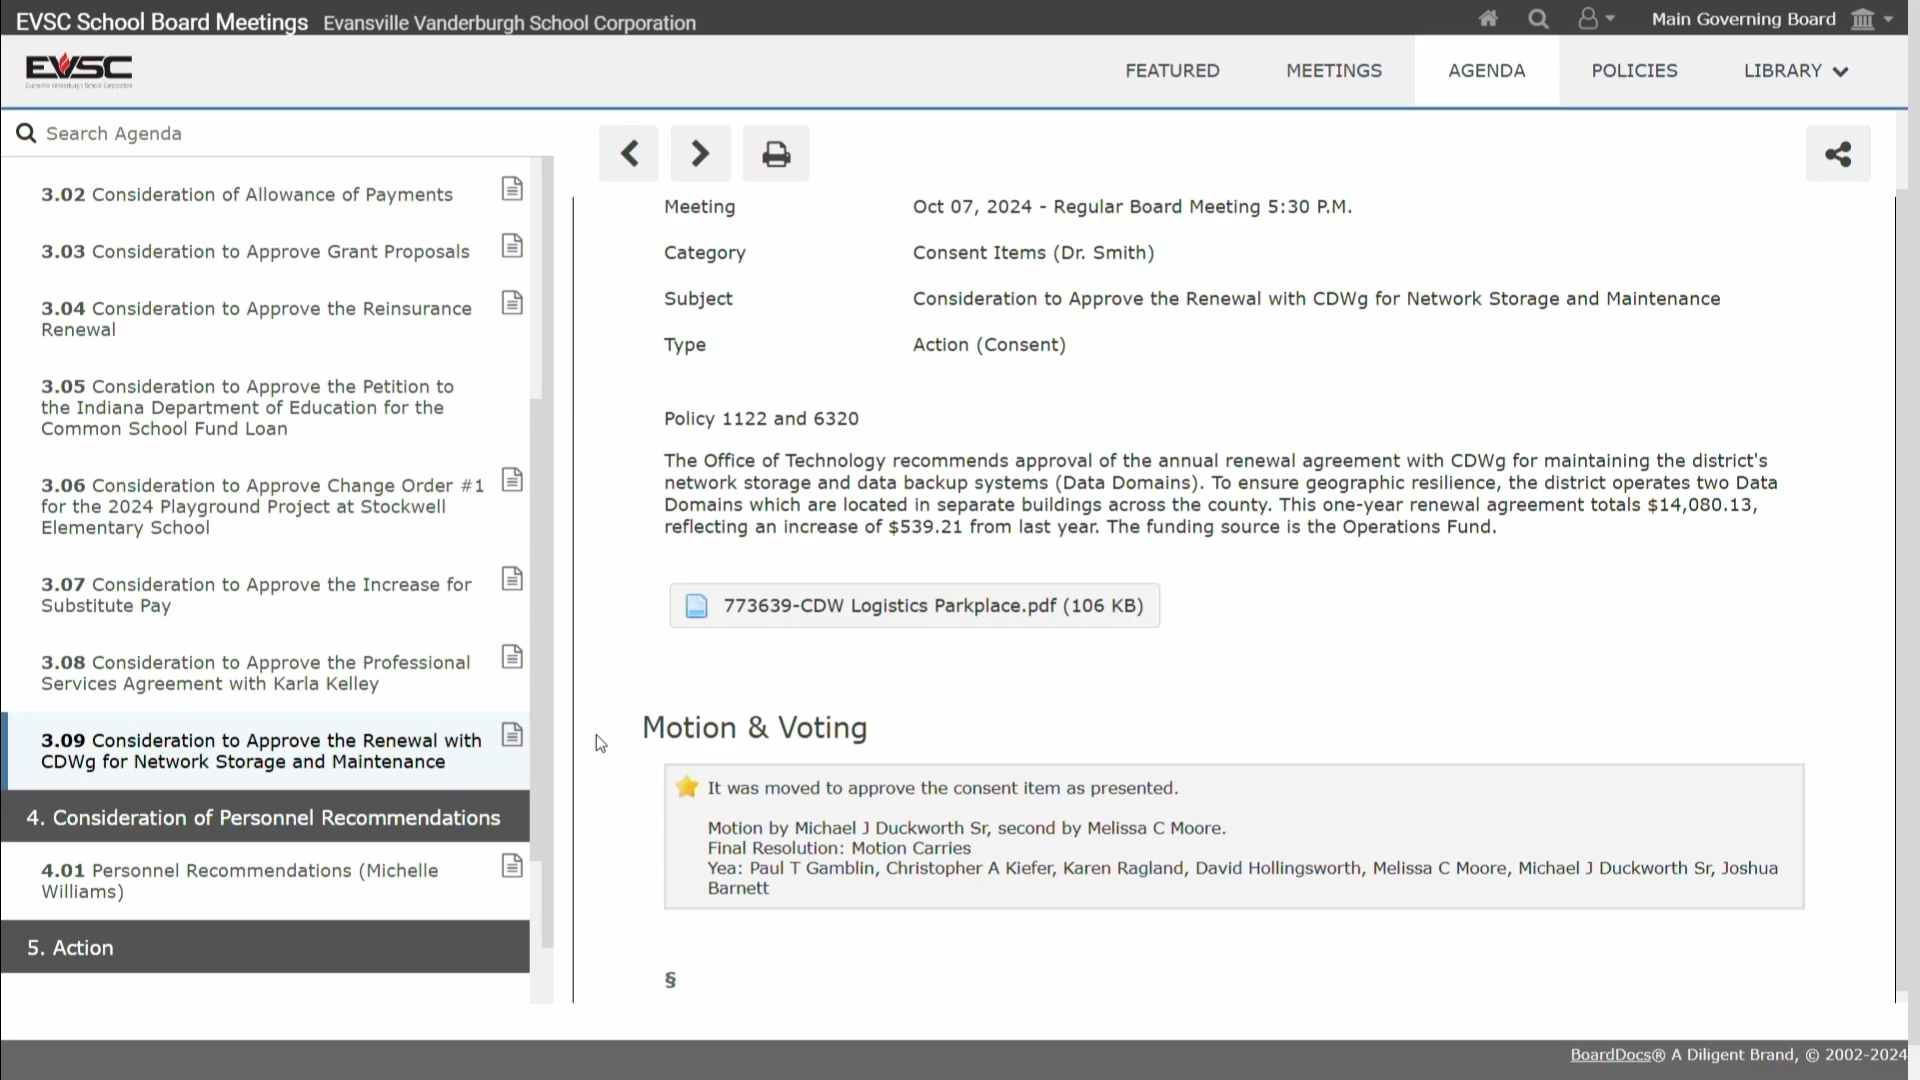 EVSC School Board Meetings Evansville Vanderburgh School Corporation
Main Governing Board
EVSC
FEATURED
MEETINGS
AGENDA
POLICIES
LIBRARY
Search Agenda
3.02 Consideration of Allowance of Payments
3.03 Consideration to Approve Grant Proposals
3.04 Consideration to Approve the Reinsurance
Renewal
3.05 Consideration to Approve the Petition to
the Indiana Department of Education for the
Common School Fund Loan
3.06 Consideration to Approve Change Order #1
for the 2024 Playground Project at Stockwell
Elementary School
3.07 Consideration to Approve the Increase for
Substitute Pay
3.08 Consideration to Approve the Professional
Services Agreement with Karla Kelley
3.09 Consideration to Approve the Renewal with
CDWg for Network Storage and Maintenance
4. Consideration of Personnel Recommendations
4.01 Personnel Recommendations (Michelle
Williams)
5. Action
Meeting Oct 07, 2024 - Regular Board Meeting 5:30 P.M.
Category Consent Items (Dr. Smith)
Subject Consideration to Approve the Renewal with CDWg for Network Storage and Maintenance
Type Action (Consent)
Policy 1122 and 6320
The Office of Technology recommends approval of the annual renewal agreement with CDWg for maintaining the district's
network storage and data backup systems (Data Domains). To ensure geographic resilience, the district operates two Data
Domains which are located in separate buildings across the county. This one-year renewal agreement totals $14,080.13,
reflecting an increase of $539.21 from last year. The funding source is the Operations Fund.
773639-CDW Logistics Parkplace.pdf (106 KB)
Motion & Voting
It was moved to approve the consent item as presented.
Motion by Michael J Duckworth Sr, second by Melissa C Moore.
Final Resolution: Motion Carries
Yea: Paul T Gamblin, Christopher A Kiefer, Karen Ragland, David Hollingsworth, Melissa C Moore, Michael J Duckworth Sr, Joshua
Barnett
§
BoardDocs® A Diligent Brand, © 2002-2024